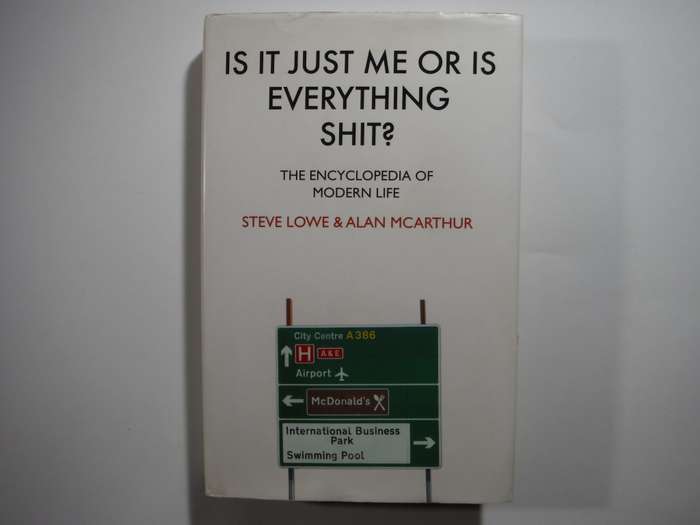 IS IT JUST ME OR IS
EVERYTHING
SHIT?
THE ENCYCLOPEDIA OF
MODERN LIFE
STEVE LOWE & ALAN MCARTHUR
City Centre A386
H A&E
Airport
McDonald's
International Business
Park
Swimming Pool